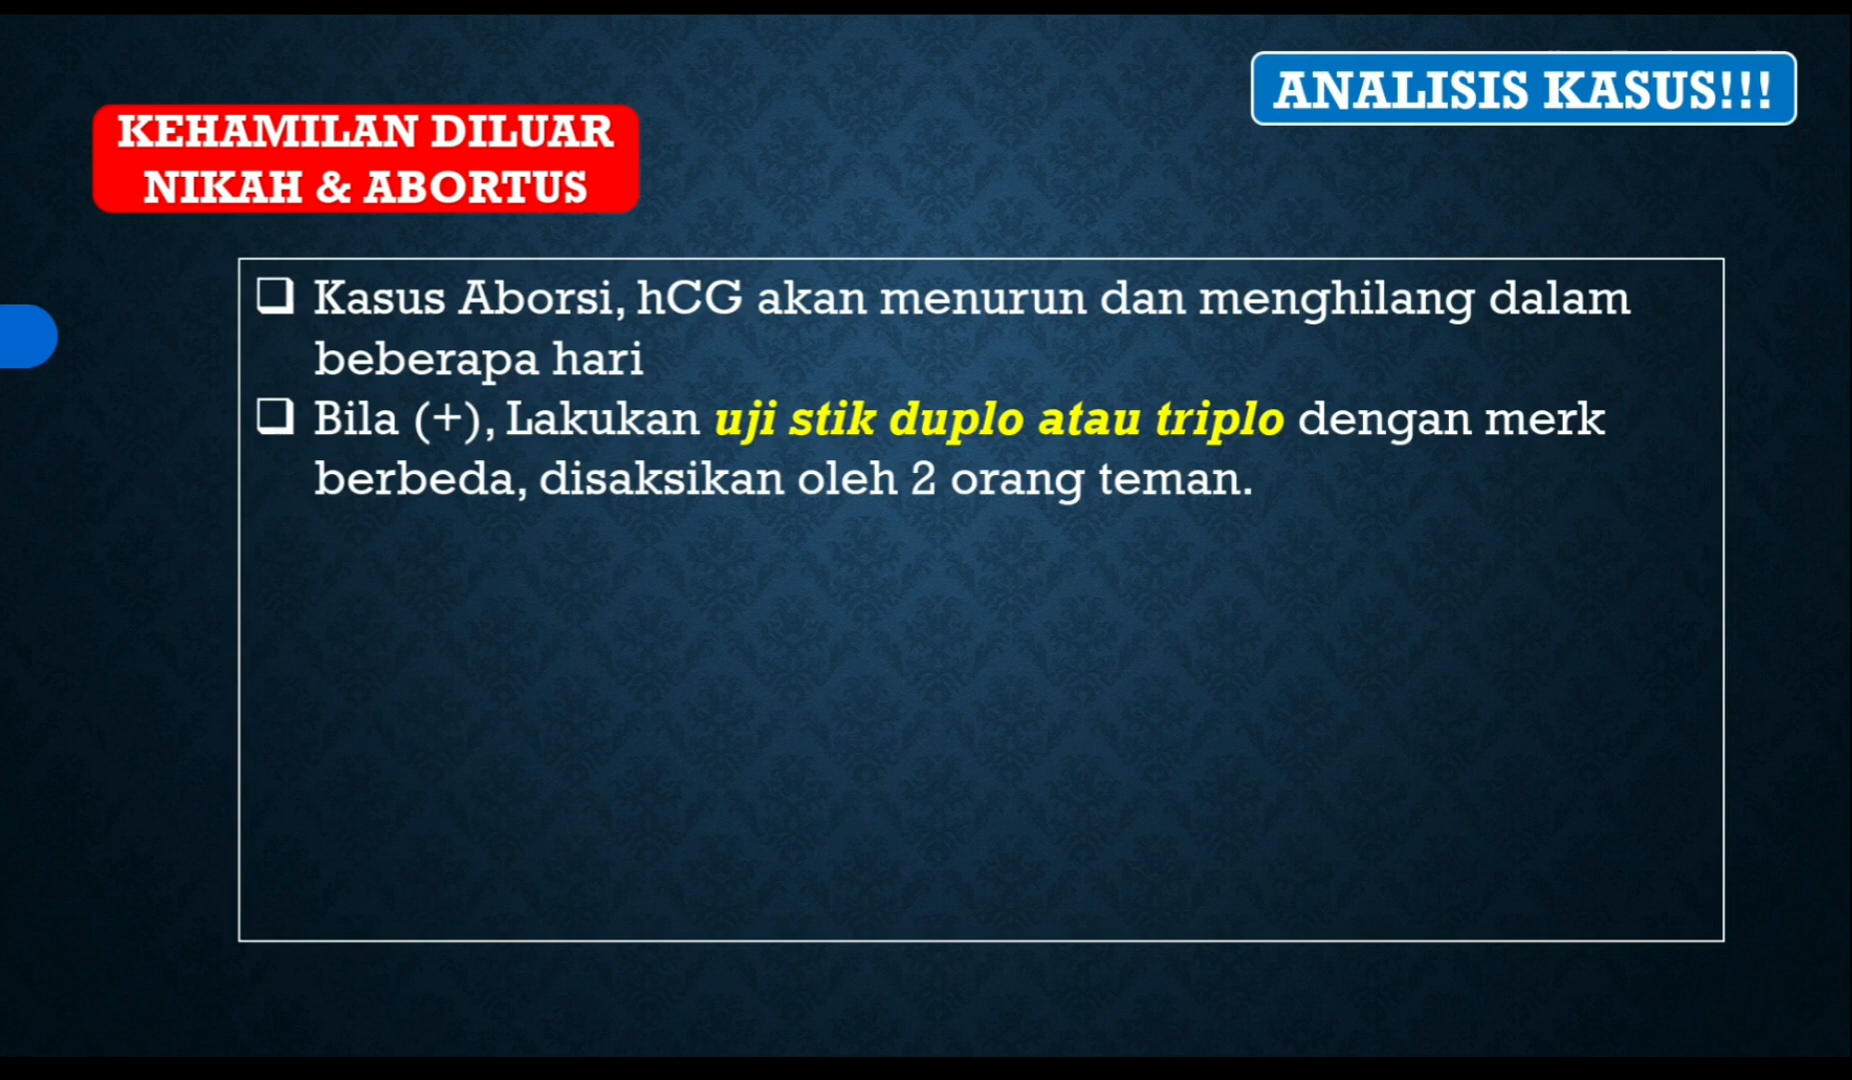 ANALISIS KASUS!!!
KEHAMILAN DILUAR
NIKAH & ABORTUS
❑ Kasus Aborsi, hCG akan menurun dan menghilang dalam
beberapa hari
❑ Bila (+), Lakukan uji stik duplo atau triplo dengan merk
berbeda, disaksikan oleh 2 orang teman.